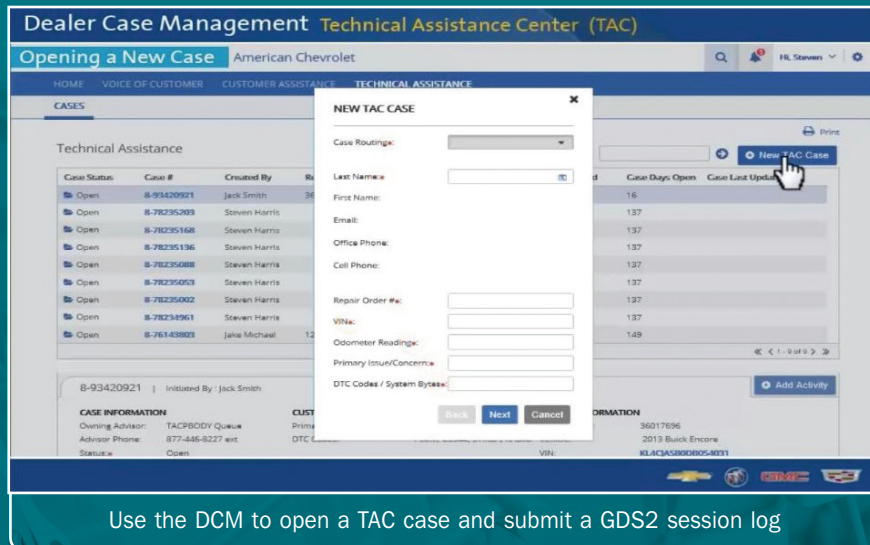 Dealer Case Management Technical Assistance Center (TAC)
Opening a New Case American Chevrolet
Hi, Steven
HOME VOICE OF CUSTOMER CUSTOMER ASSISTANCE TECHNICAL ASSISTANCE
CASES
Print
Technical Assistance
New TAC Case
Case Status Case # Created By Case Days Open
Open 8-93420921 Jack Smith 36 16
Open 8-78235203 Steven Harris 137
Open 8-78235168 Steven Harris 137
Open 8-78235136 Steven Harris 137
Open 8-78235088 Steven Harris 137
Open 8-78235053 Steven Harris 137
Open 8-78235002 Steven Harris 137
Open 8-78234961 Steven Harris 137
Open 8-76143803 Jake Michael 12 149
1 - 9 of 9
NEW TAC CASE
Case Routing*:
Last Name:*
First Name:
Email:
Office Phone:
Cell Phone:
Repair Order #*:
VIN*:
Odometer Reading*:
Primary Issue/Concern:*
DTC Codes / System Bytes*:
Back Next Cancel
8-93420921 | Initiated By : Jack Smith
Add Activity
CASE INFORMATION
Owning Advisor: TACPBODY Queue 36017696
Advisor Phone: 877-446-8227 ext 2013 Buick Encore
Status:* Open VIN: KL4CJASB0DB054031
GMC
Use the DCM to open a TAC case and submit a GDS2 session log